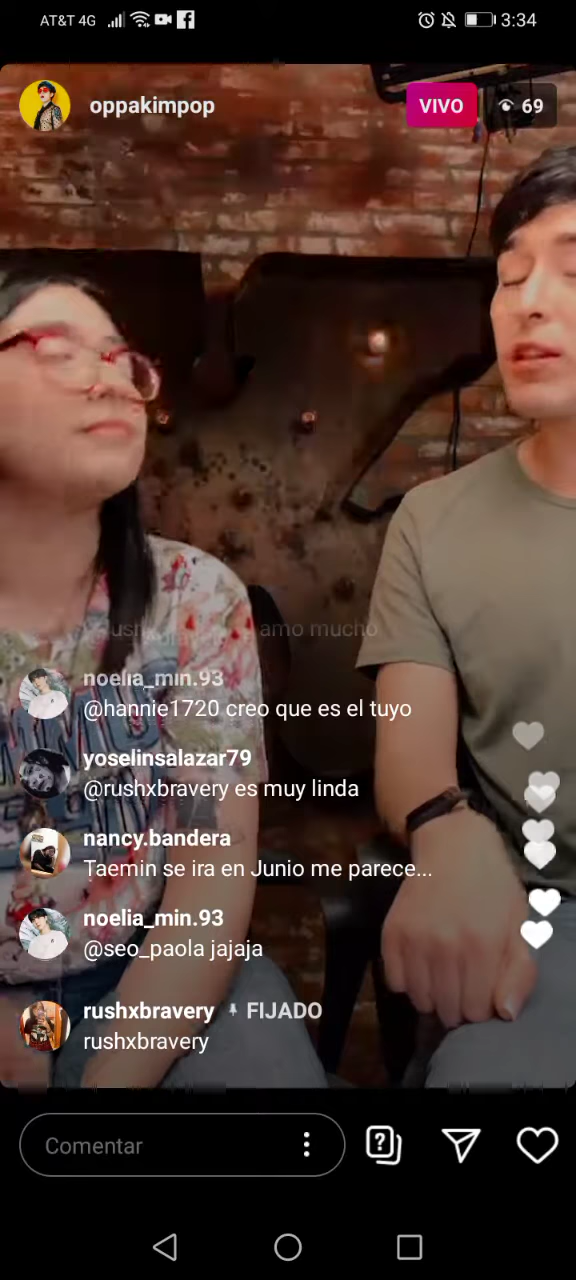 AT&T 4G
3:34
oppakimpop
VIVO
69
amo mucho
noelia_min.93
@hannie1720 creo que es el tuyo
yoselinsalazar79
@rushxbravery es muy linda
nancy.bandera
Taemin se ira en Junio me parece...
noelia_min.93
@seo_paola jajaja
rushxbravery FIJADO
rushxbravery
Comentar